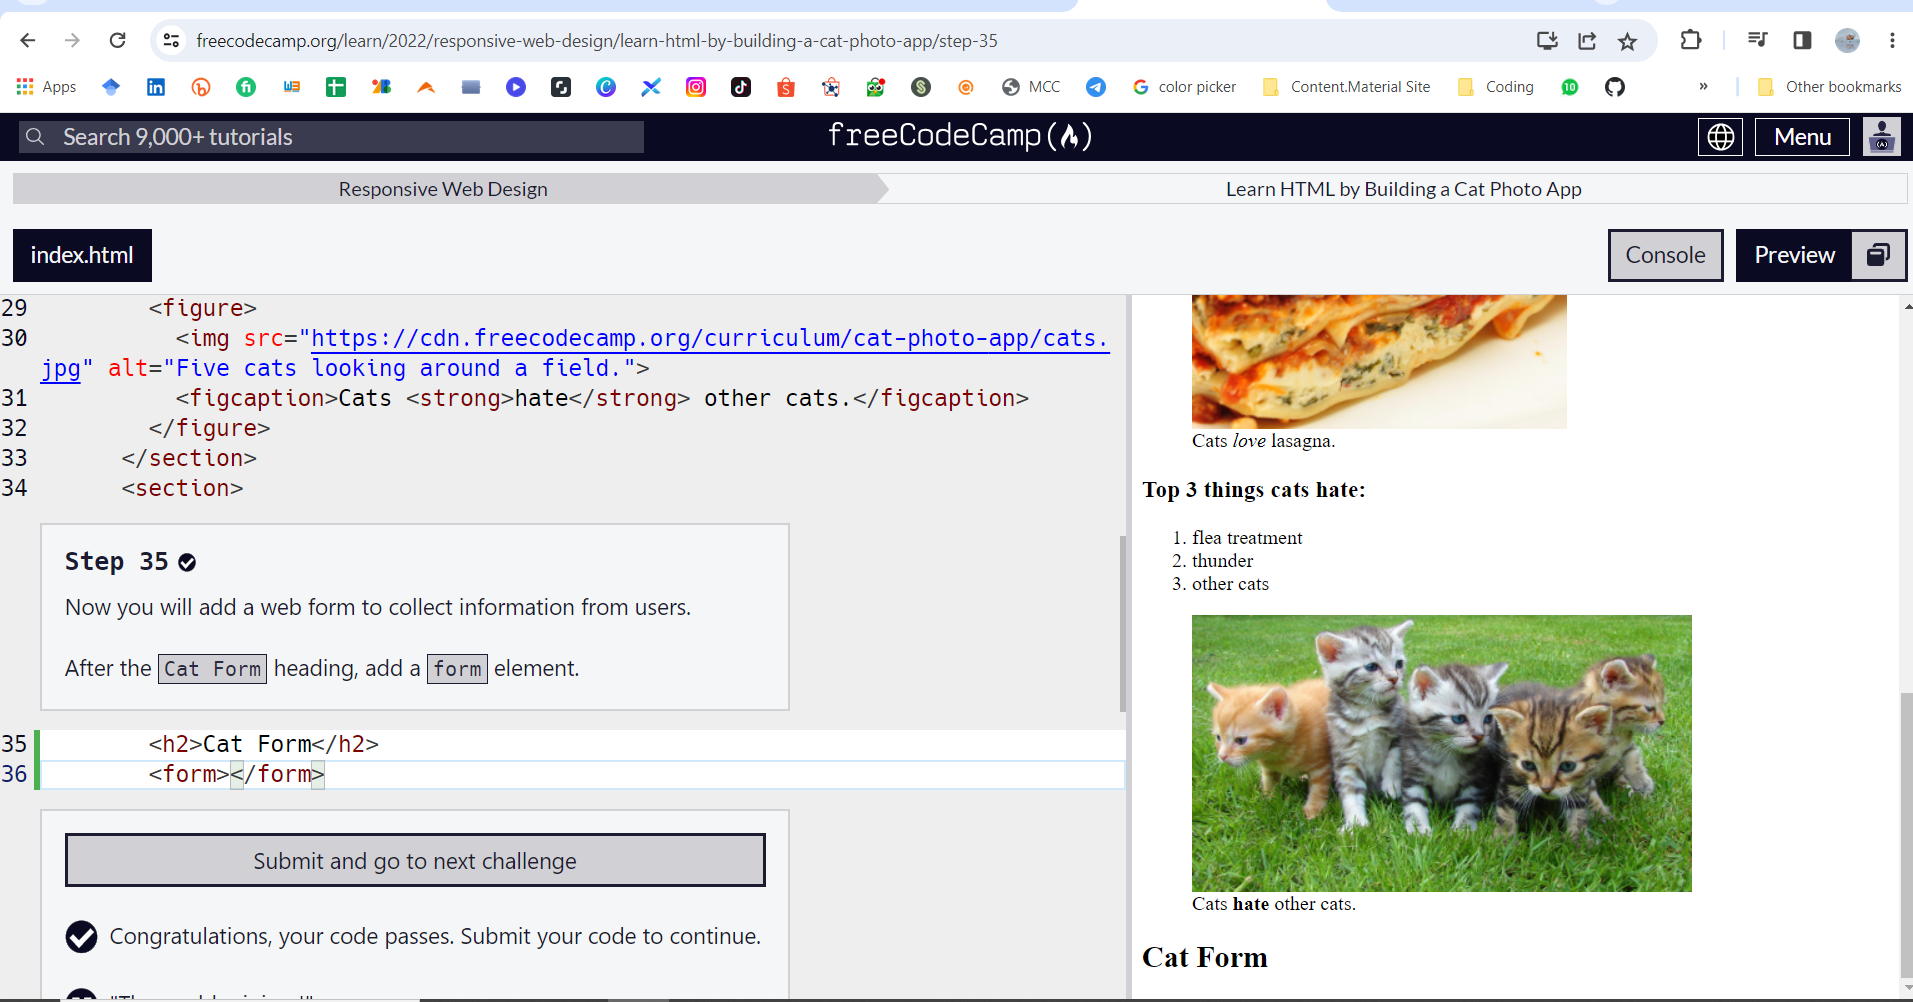 freecodecamp.org/learn/2022/responsive-web-design/learn-html-by-building-a-cat-photo-app/step-35
Apps
MCC
color picker
Content.Material Site
Coding
10
»
Other bookmarks
Search 9,000+ tutorials
freeCodeCamp
Menu
Responsive Web Design
Learn HTML by Building a Cat Photo App
index.html
Console
Preview
29 <figure>
30 <img src="https://cdn.freecodecamp.org/curriculum/cat-photo-app/cats.
jpg" alt="Five cats looking around a field.">
31 <figcaption>Cats <strong>hate</strong> other cats.</figcaption>
32 </figure>
33 </section>
34 <section>
Step 35
Now you will add a web form to collect information from users.
After the Cat Form heading, add a form element.
35 <h2>Cat Form</h2>
36 <form></form>
Submit and go to next challenge
Congratulations, your code passes. Submit your code to continue.
Cats love lasagna.
Top 3 things cats hate:
1. flea treatment
2. thunder
3. other cats
Cats hate other cats.
Cat Form